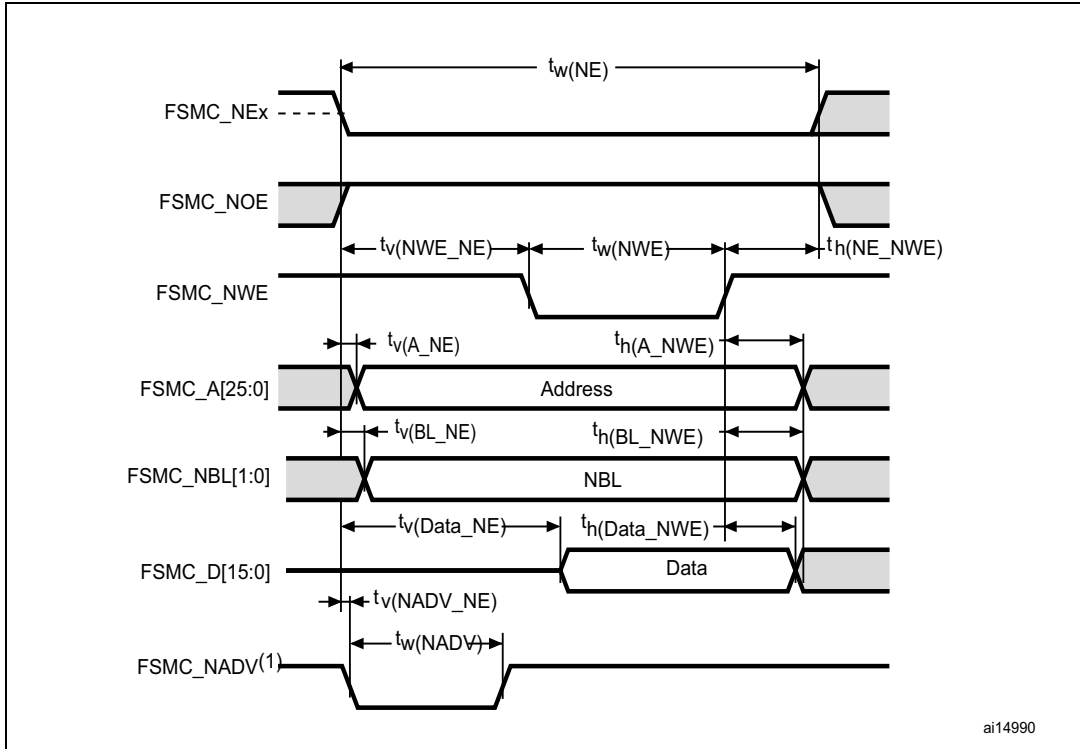 tw(NE)
FSMC_NEx
FSMC_NOE
tv(NWE_NE)
tw(NWE)
th(NE_NWE)
FSMC_NWE
tv(A_NE)
th(A_NWE)
FSMC_A[25:0]
Address
tv(BL_NE)
th(BL_NWE)
FSMC_NBL[1:0]
NBL
tv(Data_NE)
th(Data_NWE)
FSMC_D[15:0]
Data
tv(NADV_NE)
tw(NADV)
FSMC_NADV(1)
ai14990